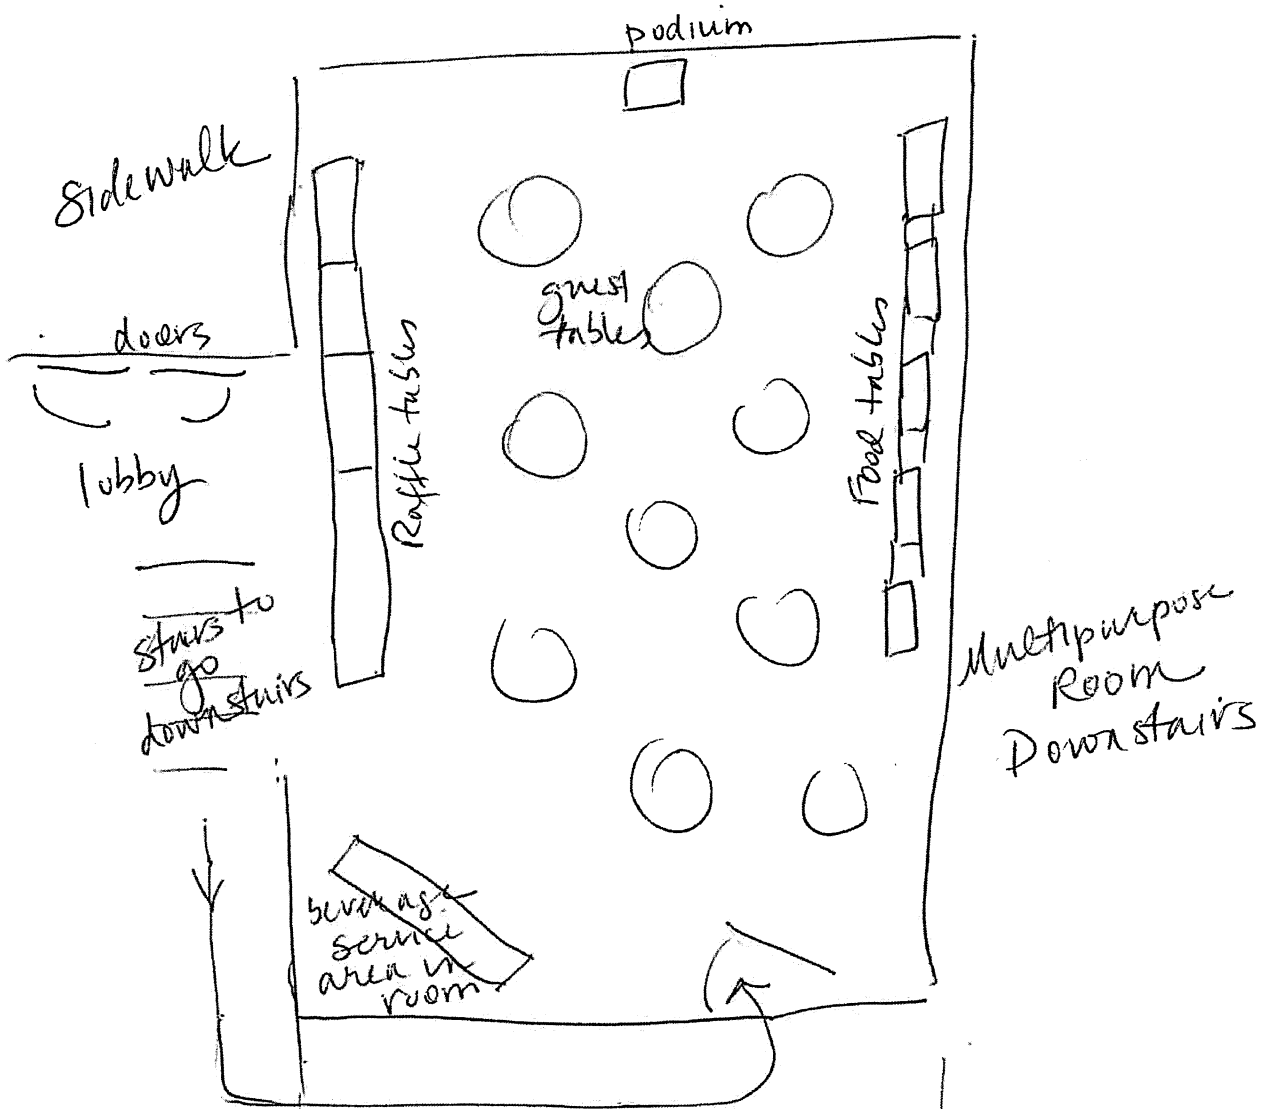 podium
Sidewalk
doors
lobby
stairs to
go
downstairs
Raffle tables
guest
tables
Food tables
Multipurpose
Room
Downstairs
beverage
service
area in
room